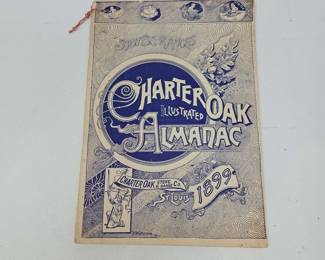 CHARTER OAK
ILLUSTRATED
ALMANAC
CHARTER OAK
ST LOUIS
1899